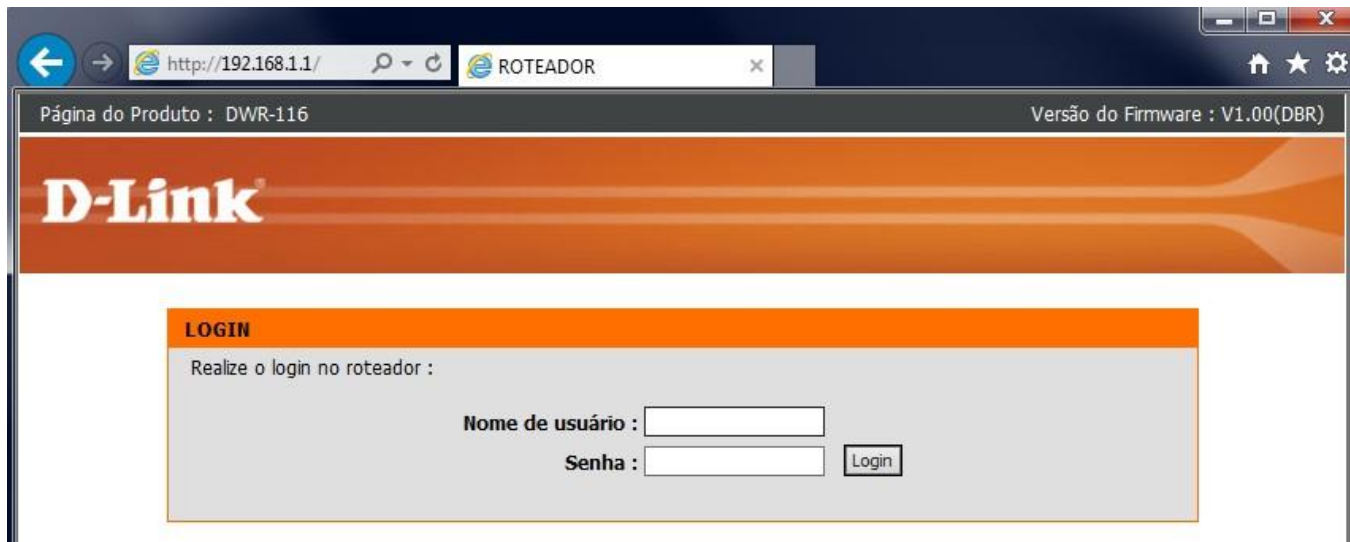 http://192.168.1.1/
ROTEADOR
Página do Produto : DWR-116
Versão do Firmware : V1.00(DBR)
D-Link
LOGIN
Realize o login no roteador :
Nome de usuário :
Senha :
Login